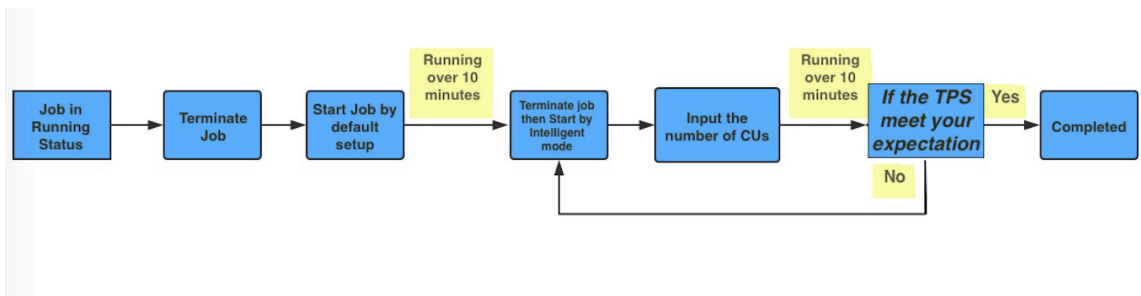 Job in
Running
Status
Terminate
Job
Start Job by
default
setup
Running
over 10
minutes
Terminate job
then Start by
Intelligent
mode
Input the
number of CUs
Running
over 10
minutes
If the TPS
meet your
expectation
Yes
No
Completed